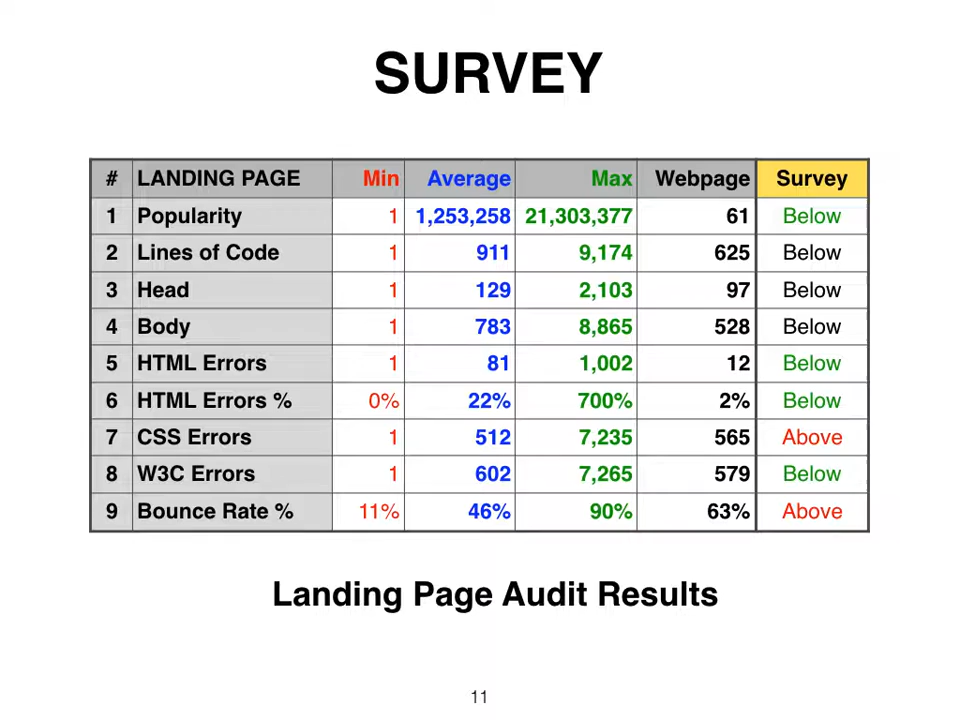 SURVEY
# LANDING PAGE Min Average Max Webpage Survey
1 Popularity 1 1,253,258 21,303,377 61 Below
2 Lines of Code 1 911 9,174 625 Below
3 Head 1 129 2,103 97 Below
4 Body 1 783 8,865 528 Below
5 HTML Errors 1 81 1,002 12 Below
6 HTML Errors % 0% 22% 700% 2% Below
7 CSS Errors 1 512 7,235 565 Above
8 W3C Errors 1 602 7,265 579 Below
9 Bounce Rate % 11% 46% 90% 63% Above
Landing Page Audit Results
11